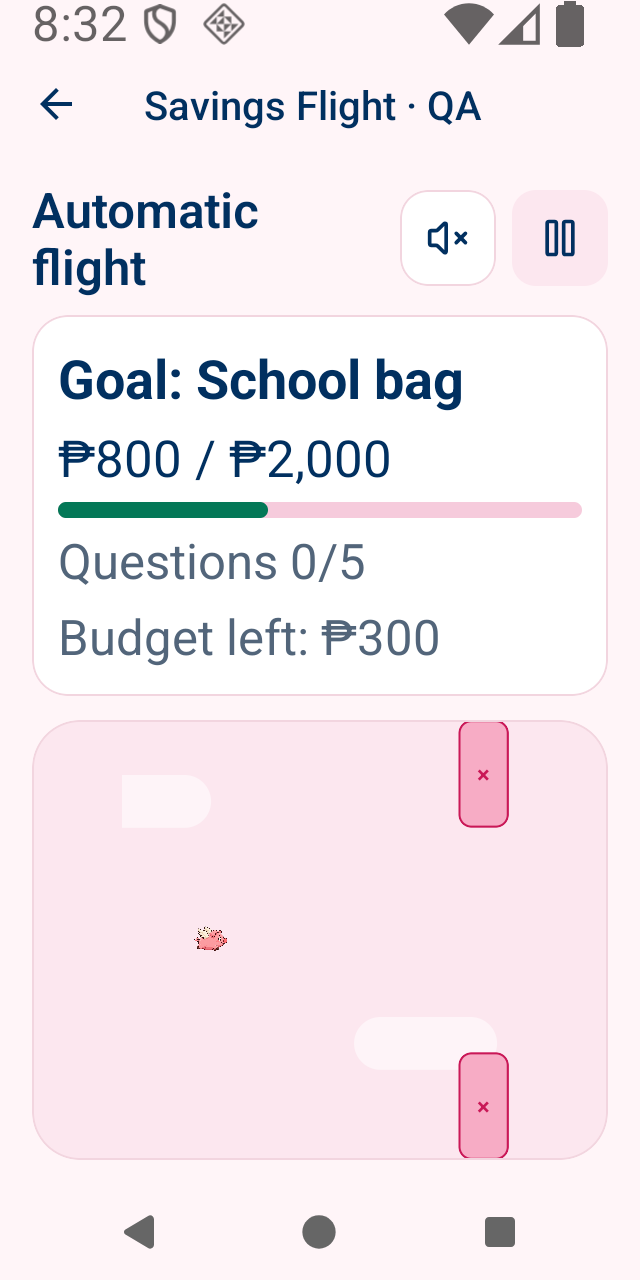 8:32
Savings Flight · QA
Automatic
flight
Goal: School bag
₱800 / ₱2,000
Questions 0/5
Budget left: ₱300
×
×